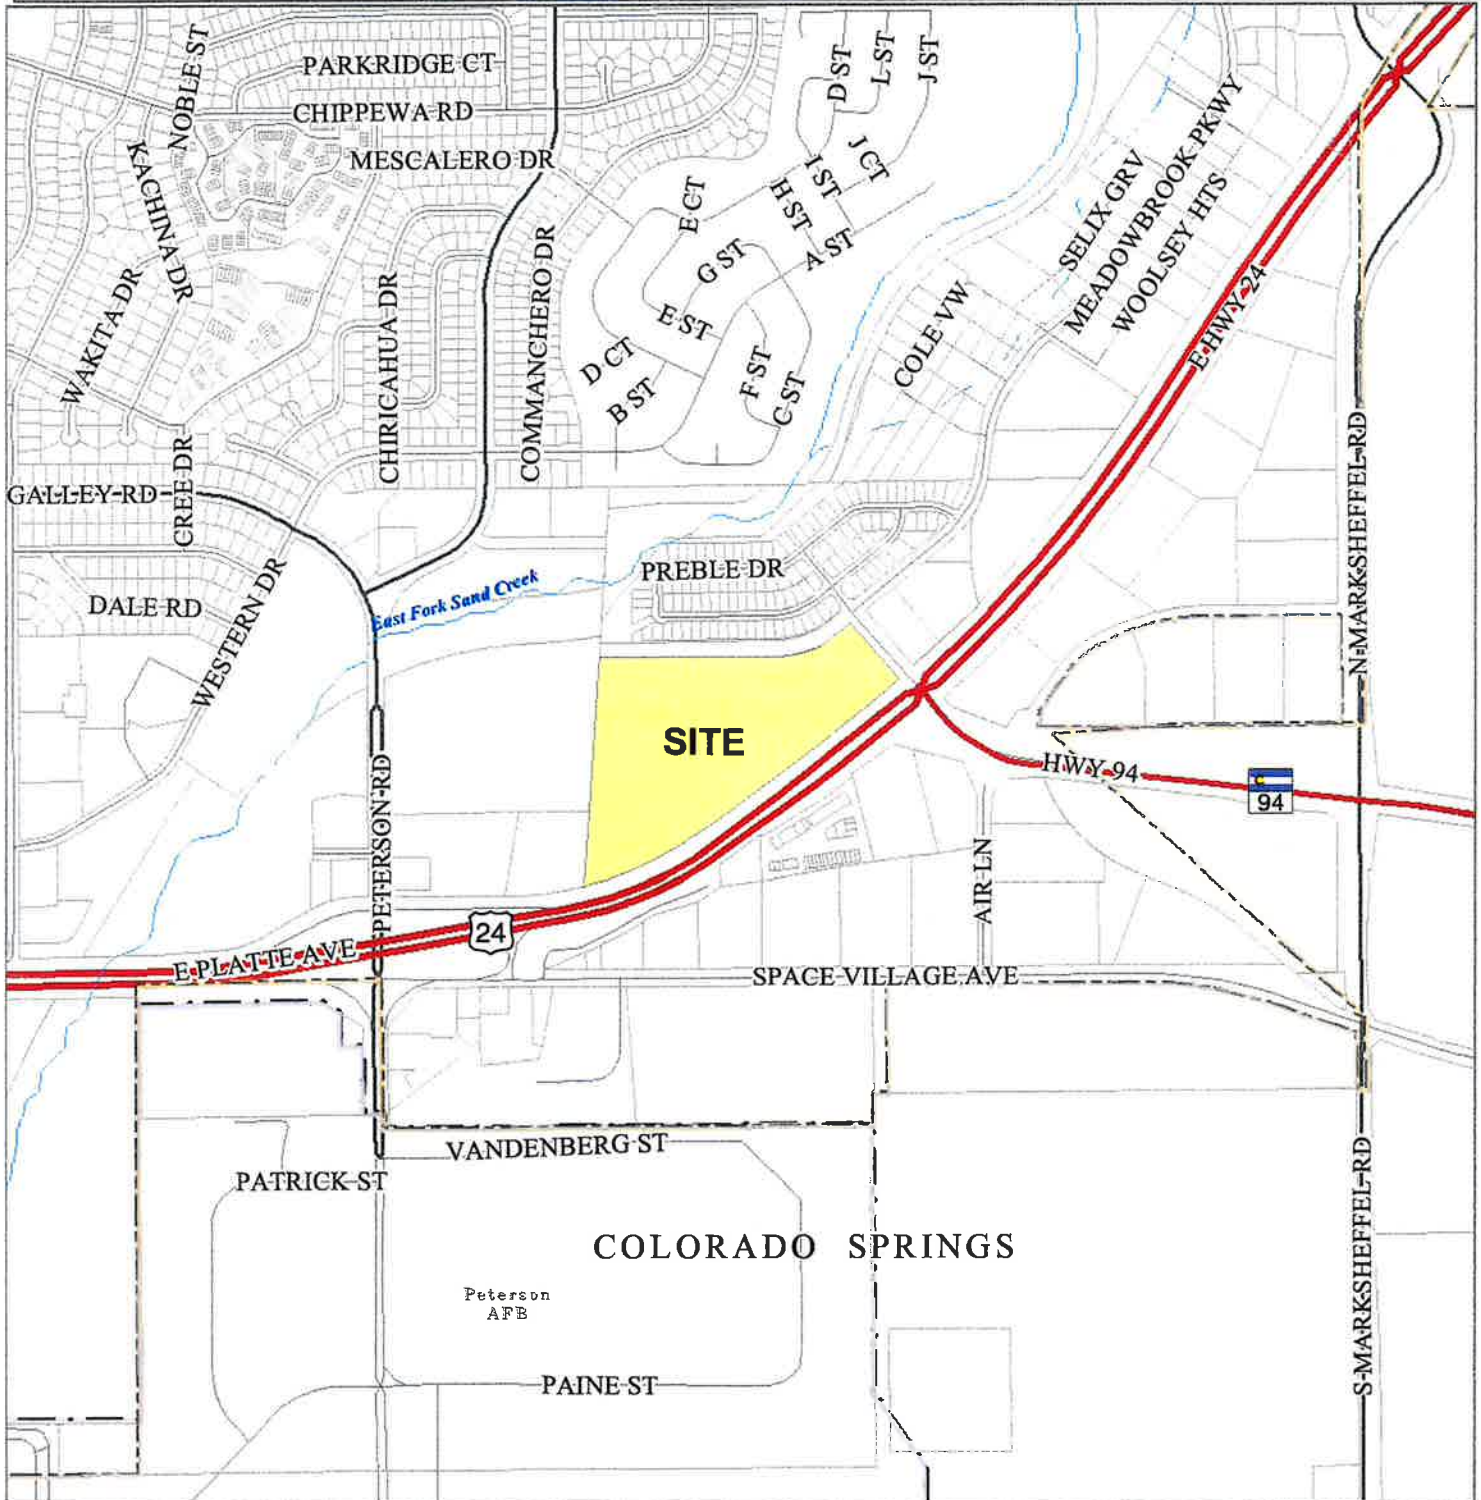 NOBLE ST
PARKRIDGE CT
CHIPPEWA RD
MESCALERO DR
KACHINA DR
WAKITA DR
CHIRICAHUA DR
COMMANCHERO DR
D ST
L ST
J ST
J CT
I ST
H ST
A ST
E CT
G ST
E ST
D CT
B ST
F ST
C ST
COLE VW
SELIX GRV
MEADOWBROOK PKWY
WOOLSEY HTS
E HWY 24
N MARKSHEFFEL RD
GALLEY RD
CREE DR
DALE RD
WESTERN DR
East Fork Sand Creek
PREBLE DR
SITE
PETERSON RD
HWY 94
C
94
AIR LN
24
E PLATTE AVE
SPACE VILLAGE AVE
VANDENBERG ST
PATRICK ST
COLORADO SPRINGS
Peterson
AFB
PAINE ST
S MARKSHEFFEL RD